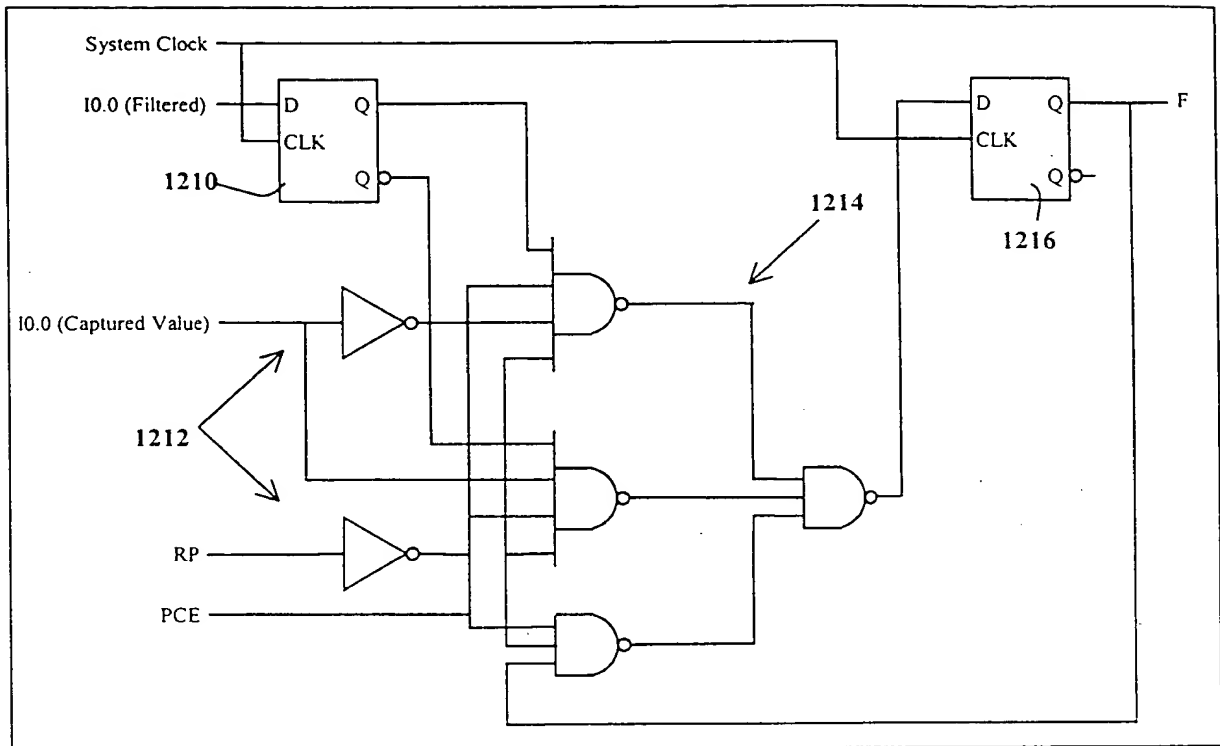 System Clock
I0.0 (Filtered)
D Q
CLK
Q
1210
D Q
CLK
Q
F
1216
1214
I0.0 (Captured Value)
1212
RP
PCE